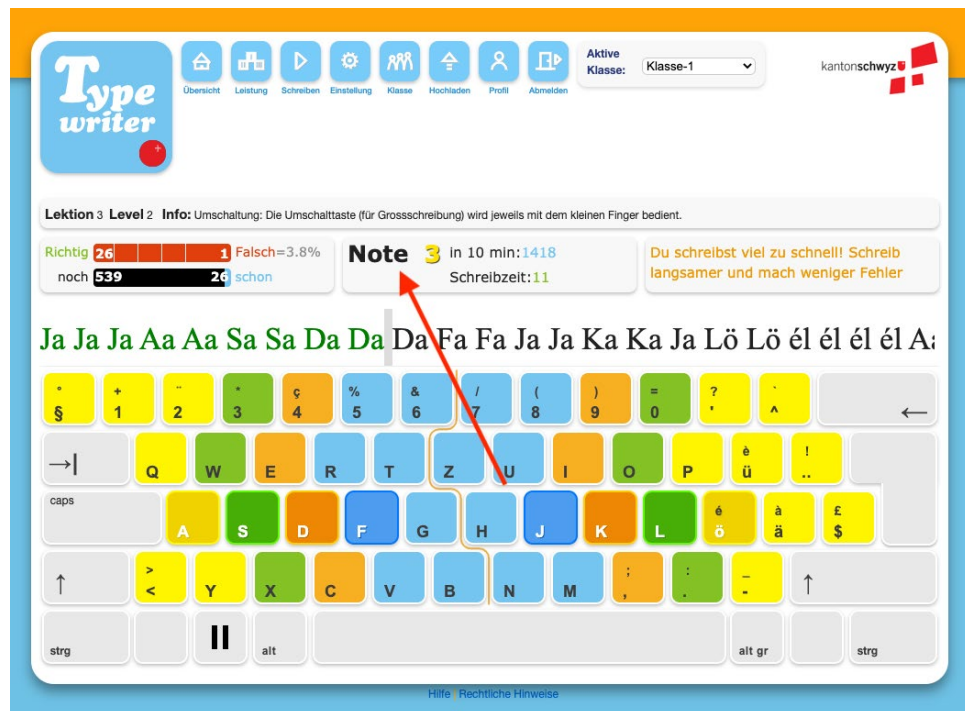 Type
writer
Übersicht Leistung Schreiben Einstellung Klasse Hochladen Profil Abmelden
Aktive
Klasse: Klasse-1
kantonschwyz
Lektion 3 Level 2 Info: Umschaltung: Die Umschalttaste (für Grossschreibung) wird jeweils mit dem kleinen Finger bedient.
Richtig 26 1 Falsch=3.8%
noch 539 26 schon
Note 3 in 10 min:1418
Schreibzeit:11
Du schreibst viel zu schnell! Schreib
langsamer und mach weniger Fehler
Ja Ja Ja Aa Aa Sa Sa Da Da Da Fa Fa Ja Ja Ka Ka Ja Lö Lö él él él él Aa
° + ¨ * ç % & / ( ) = ? `
§ 1 2 3 4 5 6 7 8 9 0 ' ^ ←
è !
→| Q W E R T Z U I O P ü ..
caps é à £
A S D F G H J K L ö ä $
> ; : _
↑ < Y X C V B N M , . - ↑
strg alt alt gr strg
Hilfe | Rechtliche Hinweise